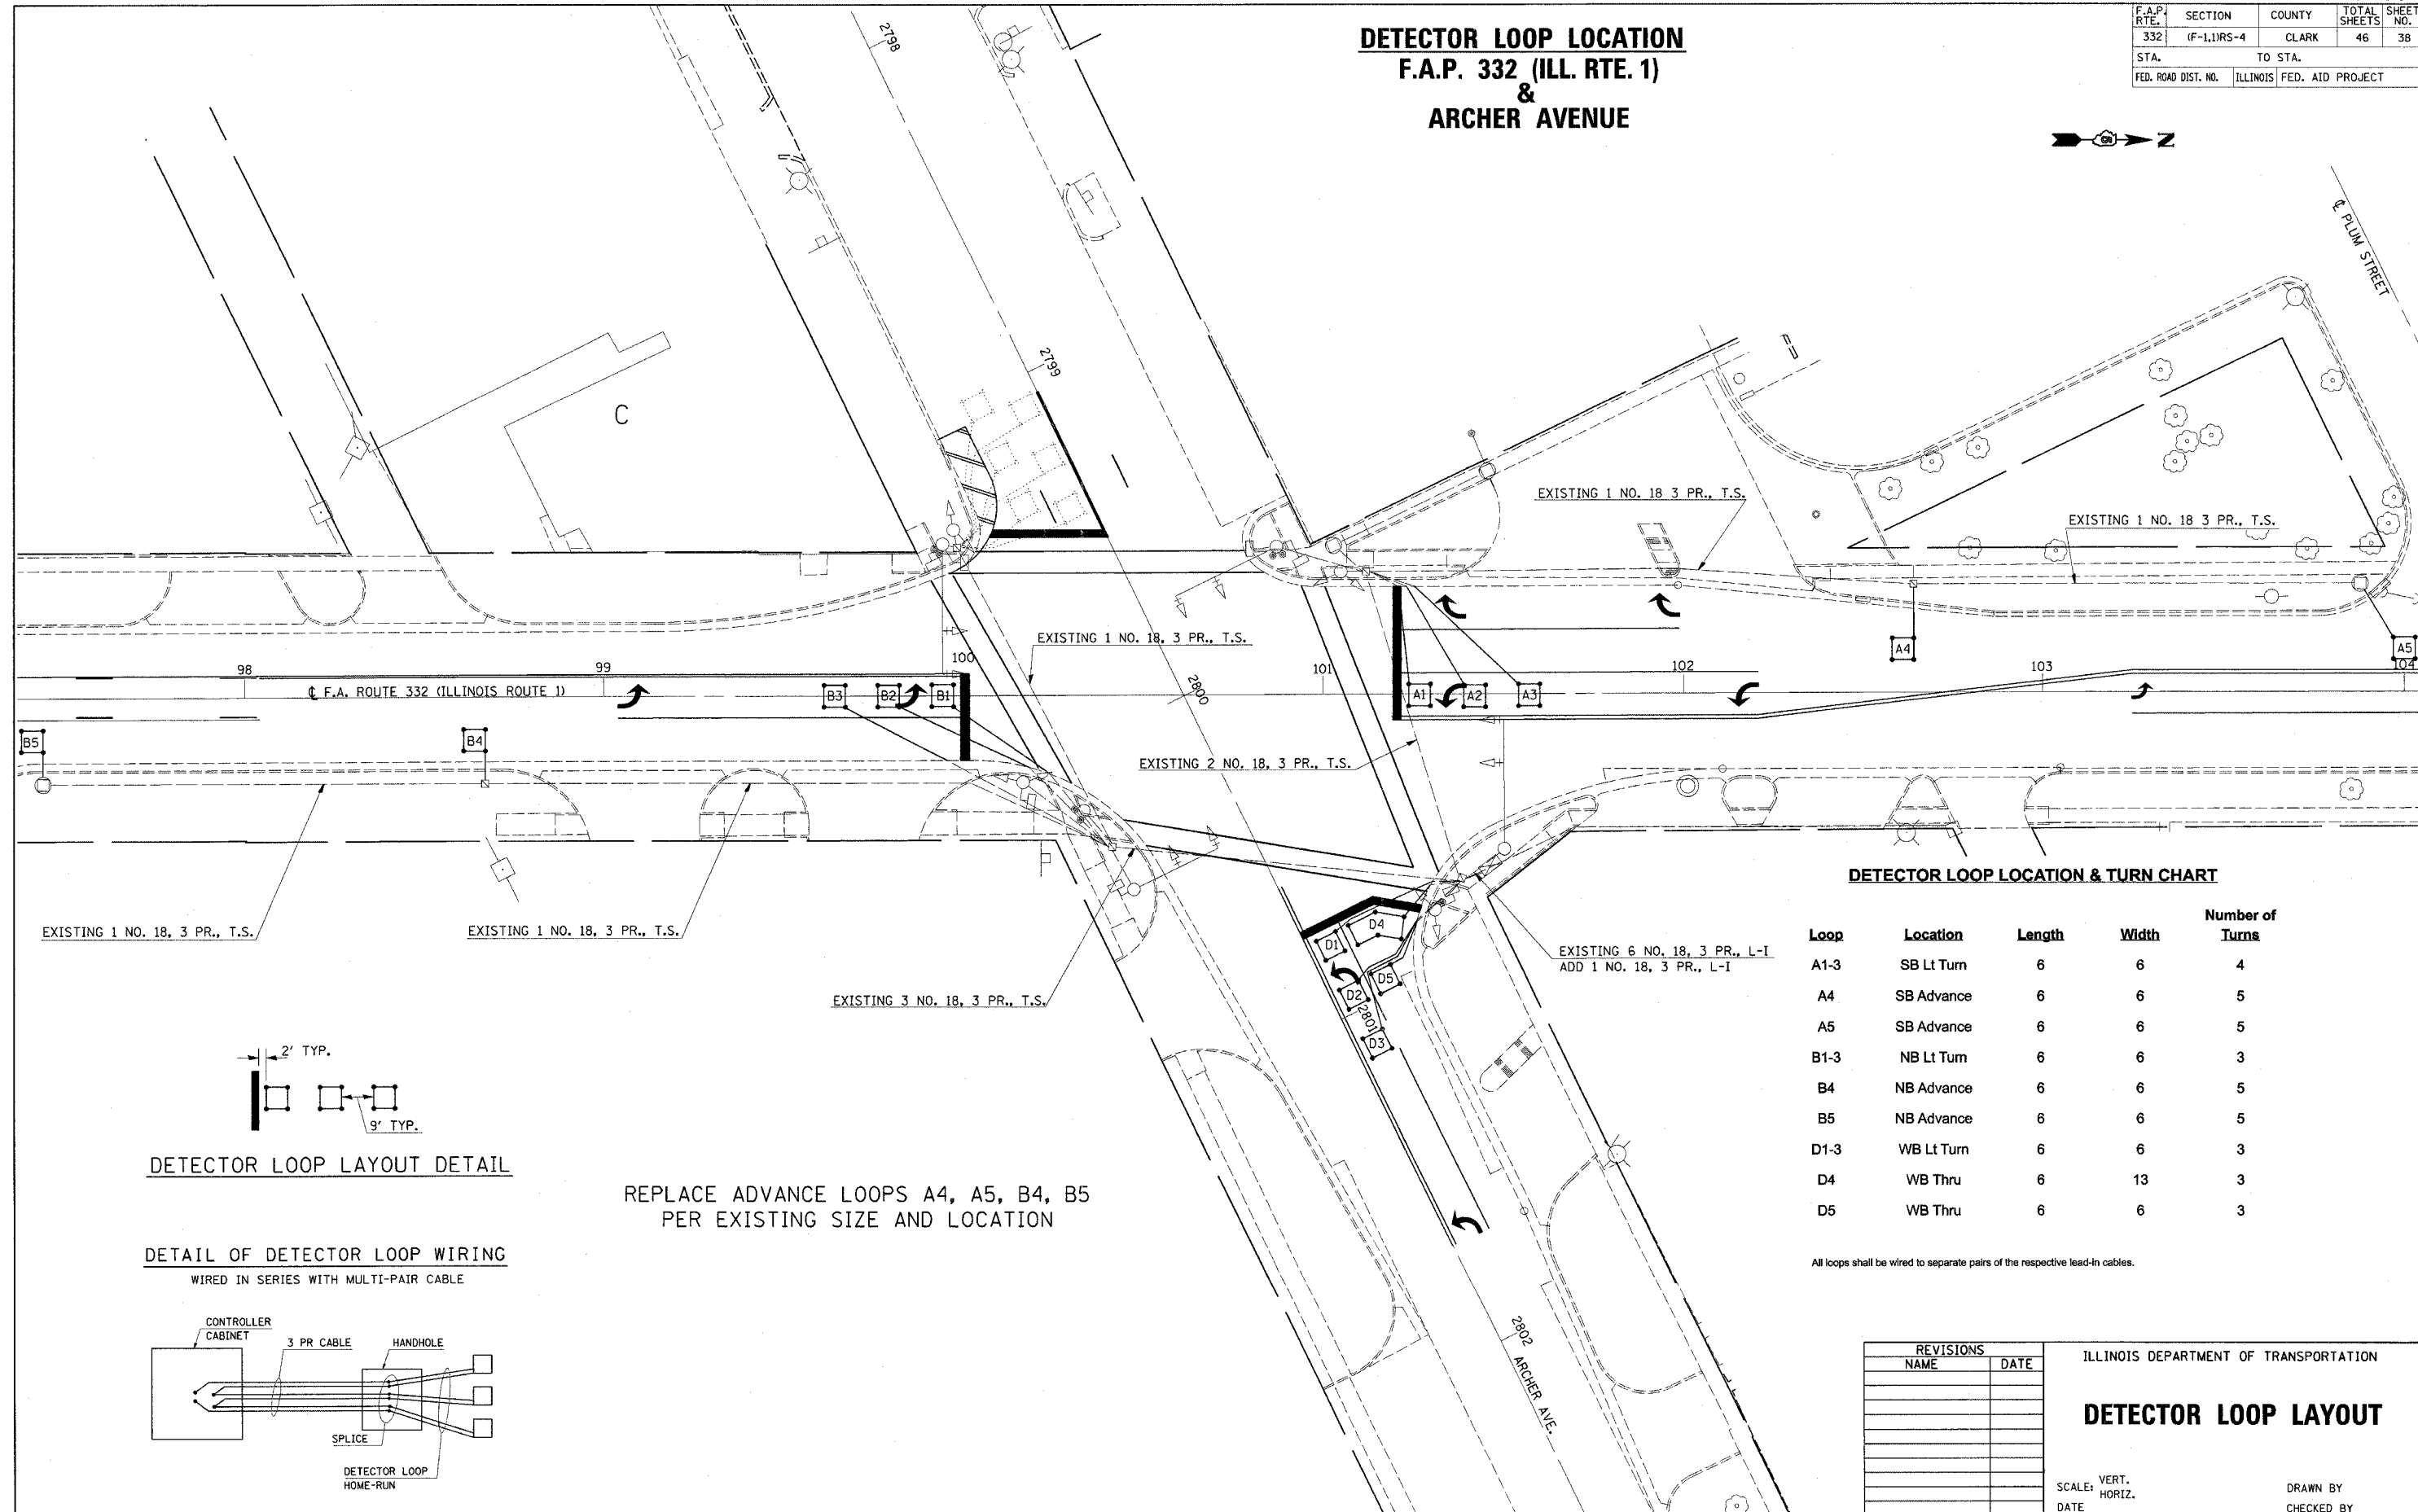 DETECTOR LOOP LOCATION
F.A.P. 332 (ILL. RTE. 1)
&
ARCHER AVENUE
F.A.P. RTE. SECTION COUNTY TOTAL SHEETS SHEET NO.
332 (F-1,1)RS-4 CLARK 46 38
STA. TO STA.
FED. ROAD DIST. NO. ILLINOIS FED. AID PROJECT
N
2798
2799
℄ PLUM STREET
C
EXISTING 1 NO. 18 3 PR., T.S.
EXISTING 1 NO. 18 3 PR., T.S.
EXISTING 1 NO. 18, 3 PR., T.S.
98
99
100
101
102
103
104
℄ F.A. ROUTE 332 (ILLINOIS ROUTE 1)
B3
B2
B1
A1
A2
A3
A4
A5
2800
B5
B4
EXISTING 2 NO. 18, 3 PR., T.S.
EXISTING 1 NO. 18, 3 PR., T.S.
EXISTING 1 NO. 18, 3 PR., T.S.
EXISTING 3 NO. 18, 3 PR., T.S.
D1
D4
D5
D2
2801
D3
EXISTING 6 NO. 18, 3 PR., L-I
ADD 1 NO. 18, 3 PR., L-I
2802 ARCHER AVE.
DETECTOR LOOP LOCATION & TURN CHART
Loop Location Length Width Number of Turns
A1-3 SB Lt Turn 6 6 4
A4 SB Advance 6 6 5
A5 SB Advance 6 6 5
B1-3 NB Lt Turn 6 6 3
B4 NB Advance 6 6 5
B5 NB Advance 6 6 5
D1-3 WB Lt Turn 6 6 3
D4 WB Thru 6 13 3
D5 WB Thru 6 6 3
All loops shall be wired to separate pairs of the respective lead-in cables.
2' TYP.
9' TYP.
DETECTOR LOOP LAYOUT DETAIL
REPLACE ADVANCE LOOPS A4, A5, B4, B5
PER EXISTING SIZE AND LOCATION
DETAIL OF DETECTOR LOOP WIRING
WIRED IN SERIES WITH MULTI-PAIR CABLE
CONTROLLER
CABINET
3 PR CABLE
HANDHOLE
SPLICE
DETECTOR LOOP
HOME-RUN
REVISIONS
NAME DATE
ILLINOIS DEPARTMENT OF TRANSPORTATION
DETECTOR LOOP LAYOUT
SCALE: VERT.
HORIZ.
DATE
DRAWN BY
CHECKED BY